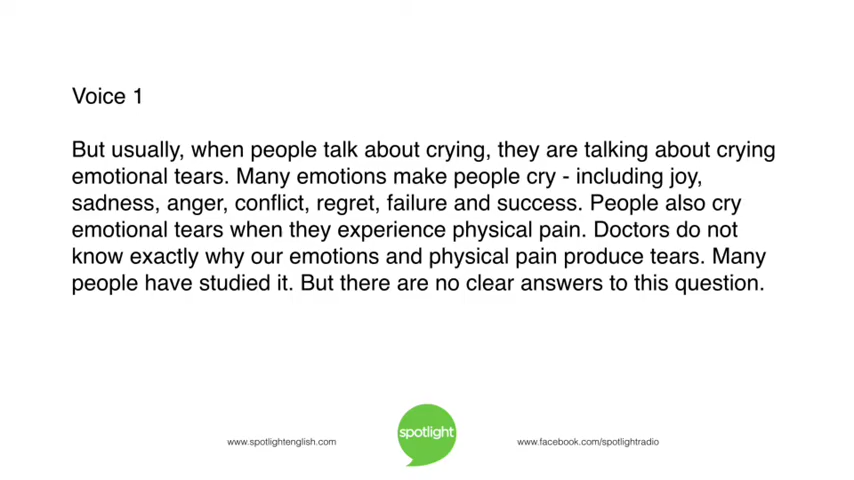 Voice 1
But usually, when people talk about crying, they are talking about crying
emotional tears. Many emotions make people cry - including joy,
sadness, anger, conflict, regret, failure and success. People also cry
emotional tears when they experience physical pain. Doctors do not
know exactly why our emotions and physical pain produce tears. Many
people have studied it. But there are no clear answers to this question.
spotlight
www.spotlightenglish.com
www.facebook.com/spotlightradio